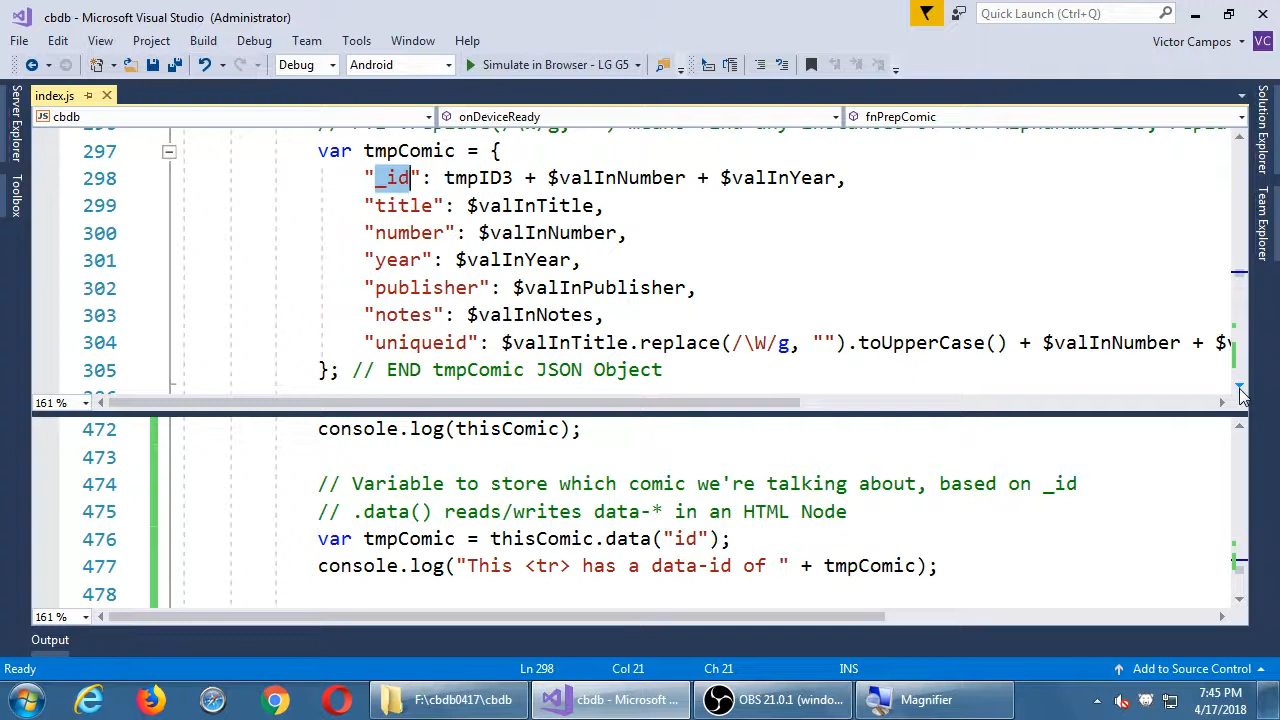 cbdb - Microsoft Visual Studio (Administrator)
Quick Launch (Ctrl+Q)
File Edit View Project Build Debug Team Tools Window Help
Victor Campos VC
Debug Android Simulate in Browser - LG G5
Server Explorer
Toolbox
Solution Explorer
Team Explorer
index.js
JS cbdb onDeviceReady fnPrepComic
297 var tmpComic = {
298 "_id": tmpID3 + $valInNumber + $valInYear,
299 "title": $valInTitle,
300 "number": $valInNumber,
301 "year": $valInYear,
302 "publisher": $valInPublisher,
303 "notes": $valInNotes,
304 "uniqueid": $valInTitle.replace(/\W/g, "").toUpperCase() + $valInNumber +
305 }; // END tmpComic JSON Object
161 %
472 console.log(thisComic);
473
474 // Variable to store which comic we're talking about, based on _id
475 // .data() reads/writes data-* in an HTML Node
476 var tmpComic = thisComic.data("id");
477 console.log("This <tr> has a data-id of " + tmpComic);
478
161 %
Output
Ready Ln 298 Col 21 Ch 21 INS Add to Source Control
F:\cbdb0417\cbdb cbdb - Microsoft ... OBS 21.0.1 (windo... Magnifier
7:45 PM
4/17/2018